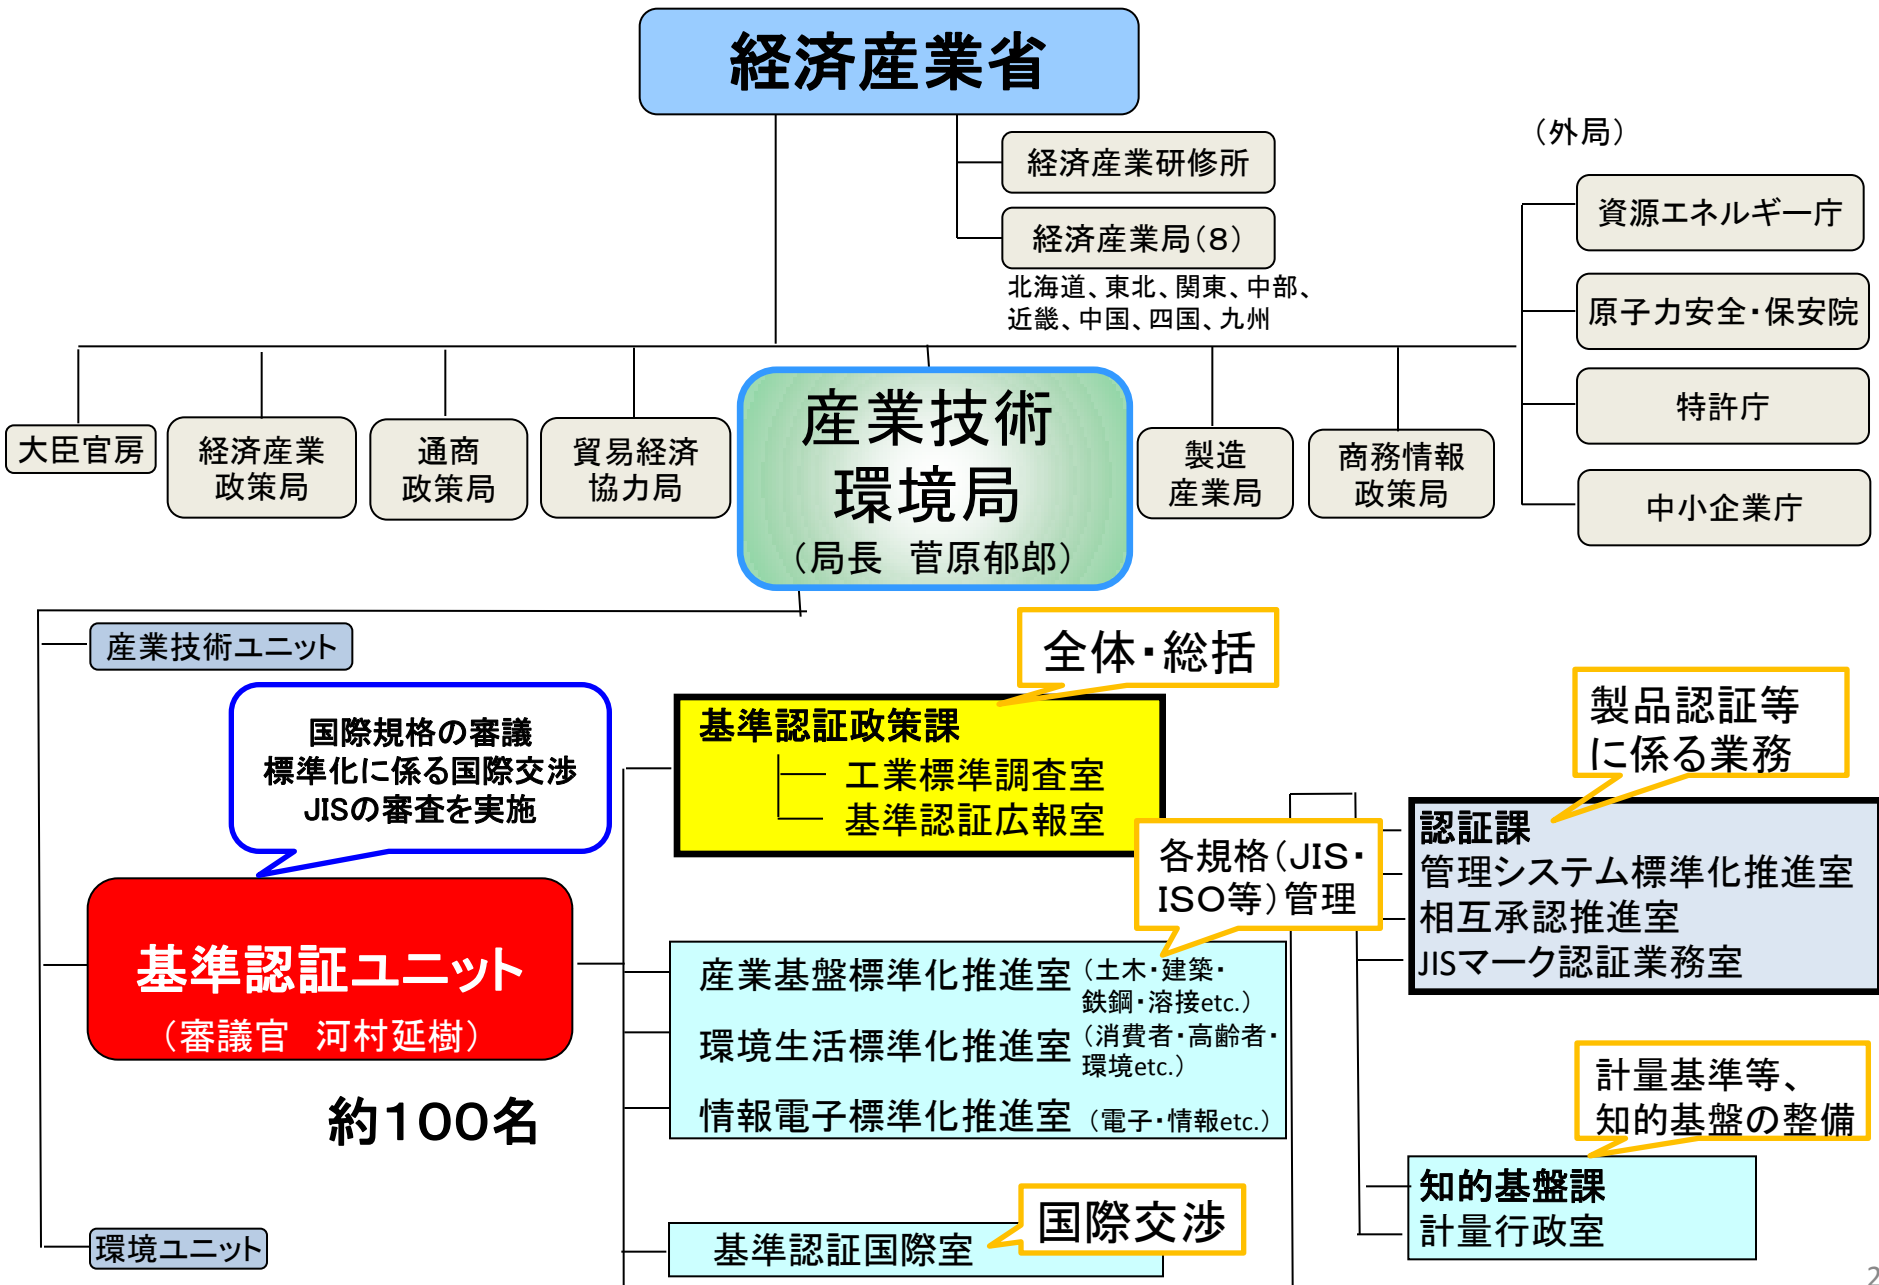 経済産業省
経済産業研修所
経済産業局(8)
北海道、東北、関東、中部、
近畿、中国、四国、九州
（外局）
資源エネルギー庁
原子力安全・保安院
特許庁
中小企業庁
大臣官房
経済産業
政策局
通商
政策局
貿易経済
協力局
産業技術
環境局
（局長　菅原郁郎）
製造
産業局
商務情報
政策局
産業技術ユニット
国際規格の審議
標準化に係る国際交渉
JISの審査を実施
基準認証ユニット
（審議官　河村延樹）
約100名
環境ユニット
全体・総括
基準認証政策課
工業標準調査室
基準認証広報室
各規格（JIS・
ISO等）管理
産業基盤標準化推進室（土木・建築・
鉄鋼・溶接etc.）
環境生活標準化推進室（消費者・高齢者・
環境etc.）
情報電子標準化推進室（電子・情報etc.）
国際交渉
基準認証国際室
製品認証等
に係る業務
認証課
管理システム標準化推進室
相互承認推進室
JISマーク認証業務室
計量基準等、
知的基盤の整備
知的基盤課
計量行政室
2